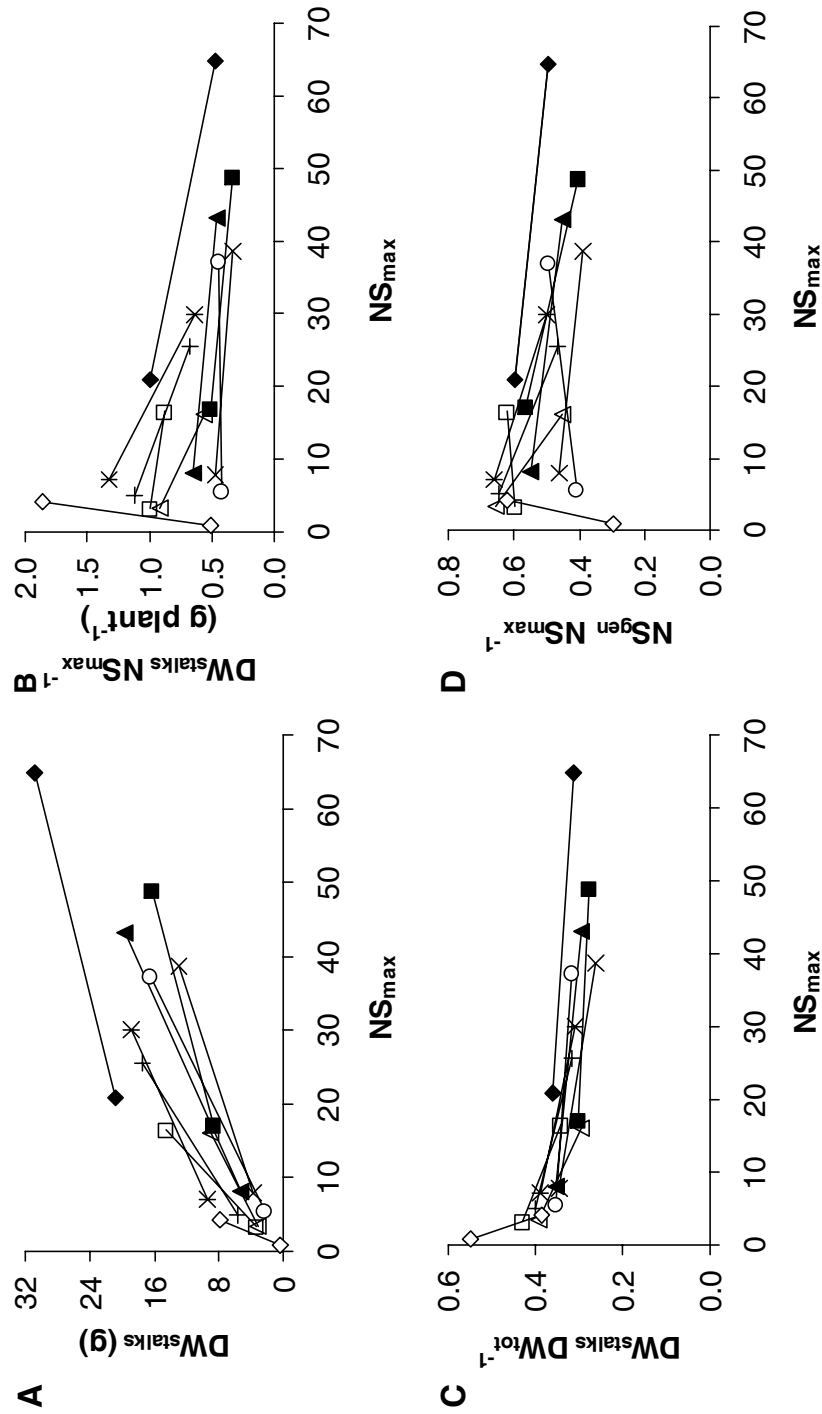 A
DWstalks (g)
32
24
16
8
0
0 10 20 30 40 50 60 70
NSmax
B
DWstalks NSmax-1
(g plant-1)
2.0
1.5
1.0
0.5
0.0
0 10 20 30 40 50 60 70
NSmax
C
DWstalks DWtot-1
0.6
0.4
0.2
0.0
0 10 20 30 40 50 60 70
NSmax
D
NSgen NSmax-1
0.8
0.6
0.4
0.2
0.0
0 10 20 30 40 50 60 70
NSmax